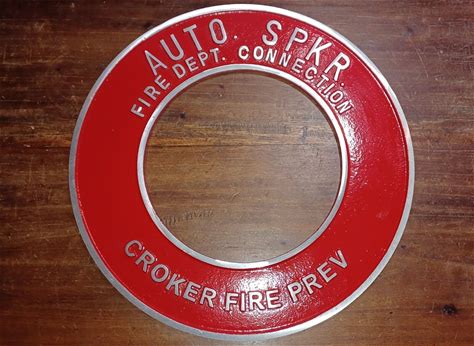 AUTO. SPKR
FIRE DEPT. CONNECTION
CROKER FIRE PREV